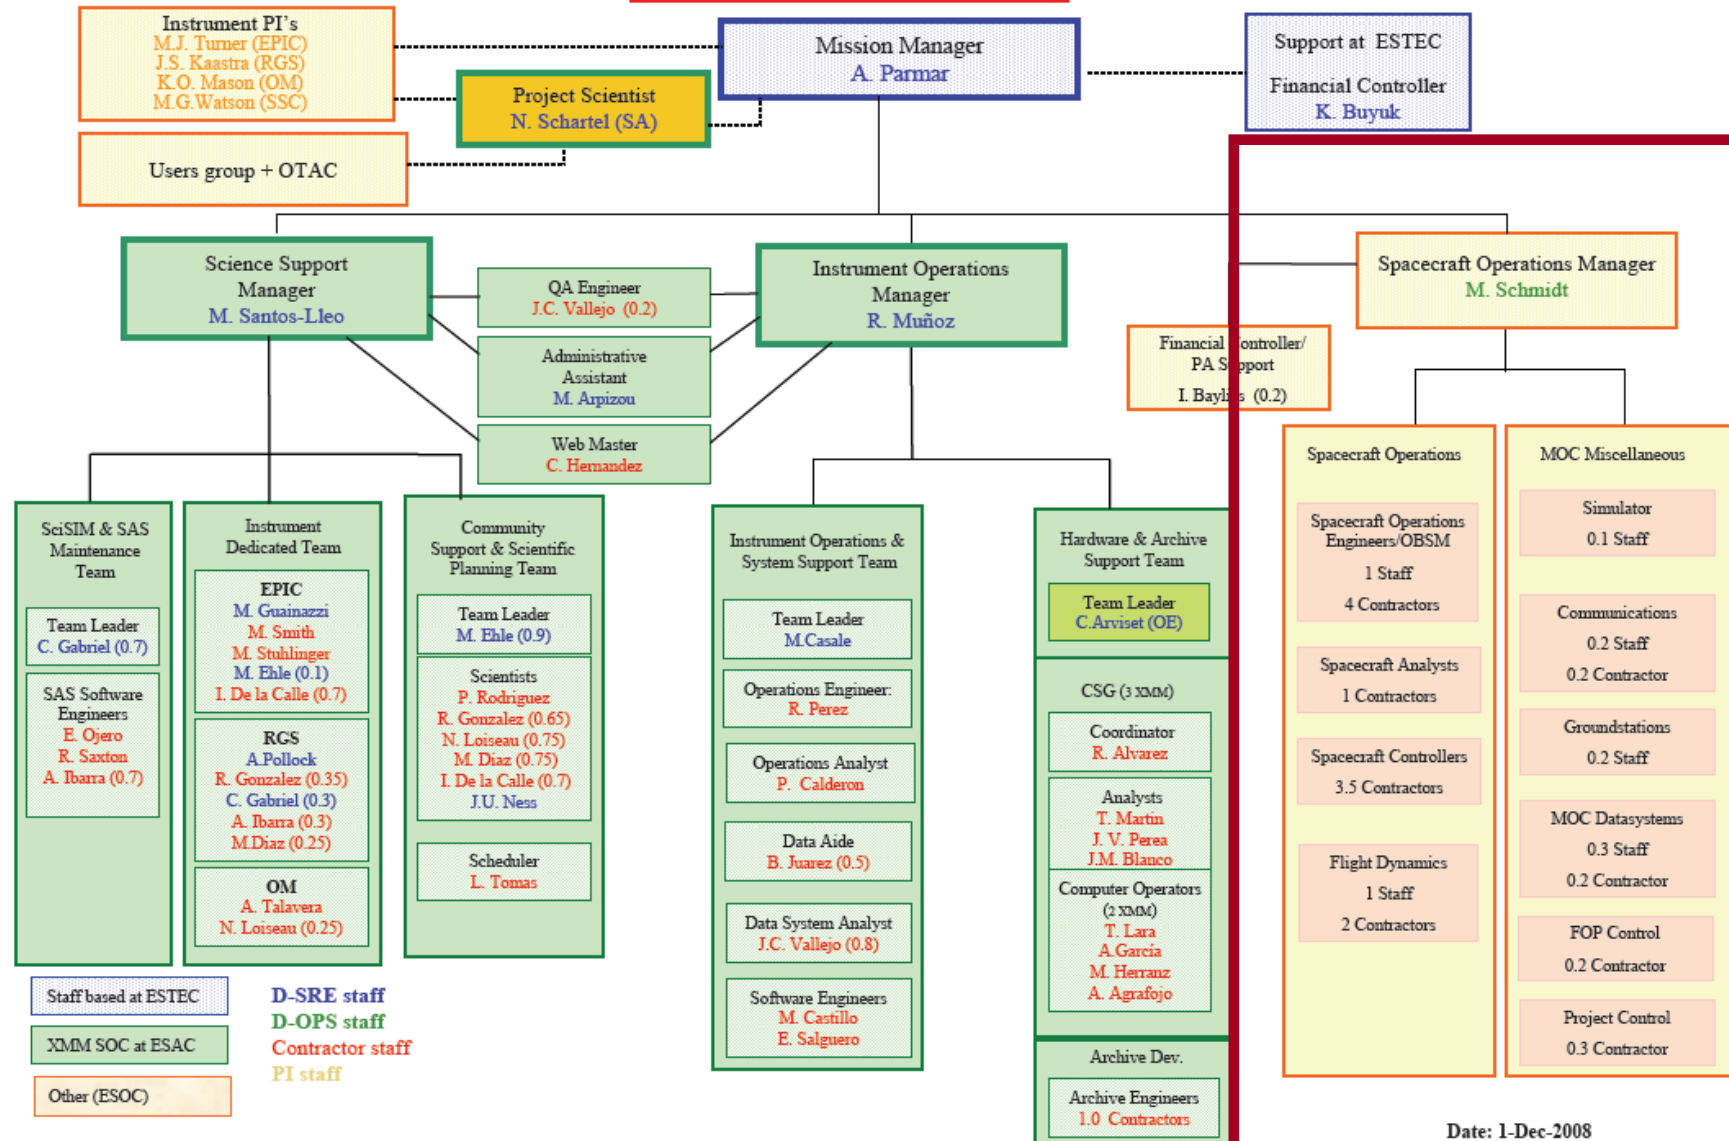 Instrument PI's
M.J. Turner (EPIC)
J.S. Kaastra (RGS)
K.O. Mason (OM)
M.G.Watson (SSC)
Mission Manager
A. Parmar
Support at ESTEC
Financial Controller
K. Buyuk
Project Scientist
N. Schartel (SA)
Users group + OTAC
Science Support
Manager
M. Santos-Lleo
QA Engineer
J.C. Vallejo (0.2)
Administrative
Assistant
M. Arpizou
Web Master
C. Hernandez
Instrument Operations
Manager
R. Muñoz
Spacecraft Operations Manager
M. Schmidt
Financial Controller/
PA Support
I. Bayliss (0.2)
SciSIM & SAS
Maintenance
Team
Team Leader
C. Gabriel (0.7)
SAS Software
Engineers
E. Ojero
R. Saxton
A. Ibarra (0.7)
Instrument
Dedicated Team
EPIC
M. Guainazzi
M. Smith
M. Stuhlinger
M. Ehle (0.1)
I. De la Calle (0.7)
RGS
A.Pollock
R. Gonzalez (0.35)
C. Gabriel (0.3)
A. Ibarra (0.3)
M.Diaz (0.25)
OM
A. Talavera
N. Loiseau (0.25)
Community
Support & Scientific
Planning Team
Team Leader
M. Ehle (0.9)
Scientists
P. Rodriguez
R. Gonzalez (0.65)
N. Loiseau (0.75)
M. Diaz (0.75)
I. De la Calle (0.7)
J.U. Ness
Scheduler
L. Tomas
Instrument Operations &
System Support Team
Team Leader
M.Casale
Operations Engineer:
R. Perez
Operations Analyst
P. Calderon
Data Aide
B. Juarez (0.5)
Data System Analyst
J.C. Vallejo (0.8)
Software Engineers
M. Castillo
E. Salguero
Hardware & Archive
Support Team
Team Leader
C.Arviset (OE)
CSG (3 XMM)
Coordinator
R. Alvarez
Analysts
T. Martin
J. V. Perea
J.M. Blanco
Computer Operators
(2 XMM)
T. Lara
A.García
M. Herranz
A. Agrafojo
Archive Dev.
Archive Engineers
1.0 Contractors
Spacecraft Operations
Spacecraft Operations
Engineers/OBSM
1 Staff
4 Contractors
Spacecraft Analysts
1 Contractors
Spacecraft Controllers
3.5 Contractors
Flight Dynamics
1 Staff
2 Contractors
MOC Miscellaneous
Simulator
0.1 Staff
Communications
0.2 Staff
0.2 Contractor
Groundstations
0.2 Staff
MOC Datasystems
0.3 Staff
0.2 Contractor
FOP Control
0.2 Contractor
Project Control
0.3 Contractor
Staff based at ESTEC
XMM SOC at ESAC
Other (ESOC)
D-SRE staff
D-OPS staff
Contractor staff
PI staff
Date: 1-Dec-2008